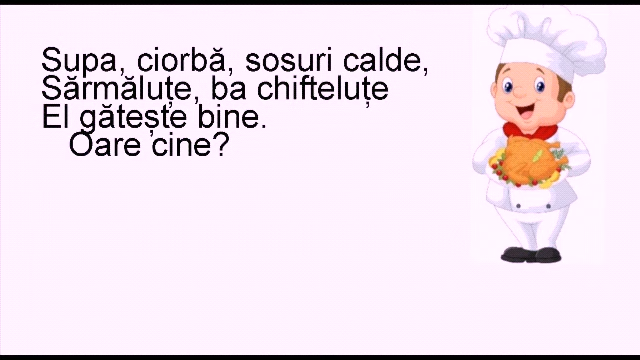 Supa, ciorbă, sosuri calde,
Sărmăluțe, ba chifteluțe
El gătește bine.
Oare cine?